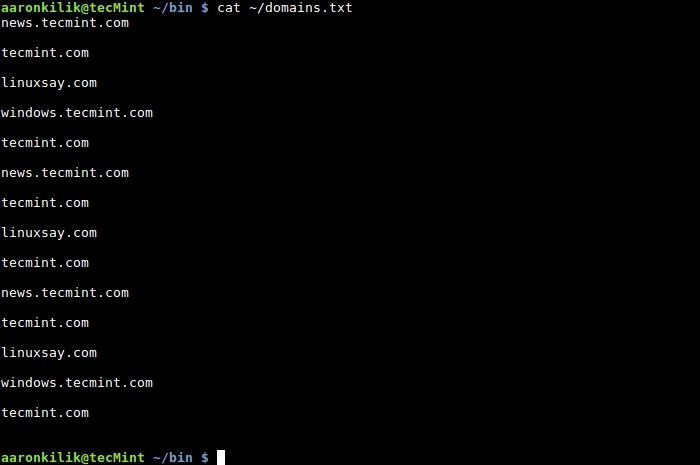 aaronkilik@tecMint ~/bin $ cat ~/domains.txt
news.tecmint.com
tecmint.com
linuxsay.com
windows.tecmint.com
tecmint.com
news.tecmint.com
tecmint.com
linuxsay.com
tecmint.com
news.tecmint.com
tecmint.com
linuxsay.com
windows.tecmint.com
tecmint.com
aaronkilik@tecMint ~/bin $